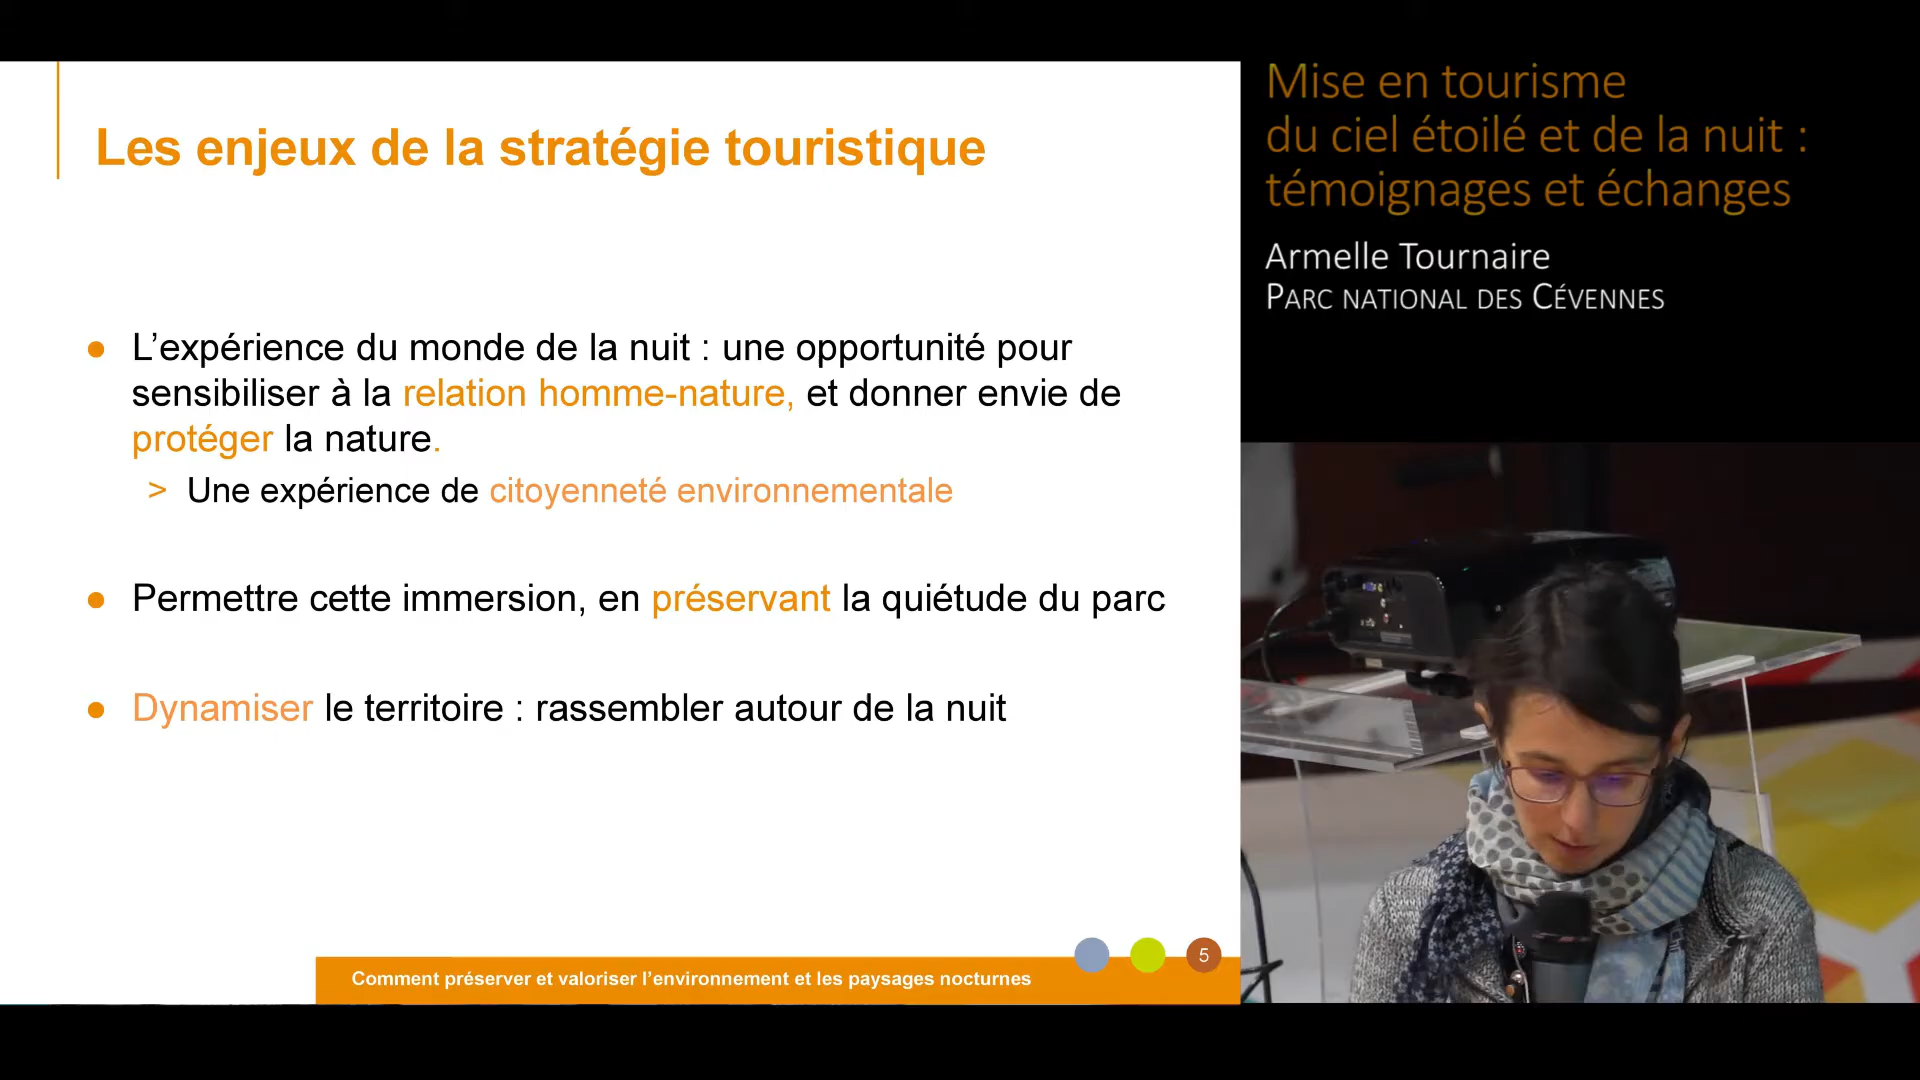 Les enjeux de la stratégie touristique
● L’expérience du monde de la nuit : une opportunité pour
sensibiliser à la relation homme-nature, et donner envie de
protéger la nature.
> Une expérience de citoyenneté environnementale
● Permettre cette immersion, en préservant la quiétude du parc
● Dynamiser le territoire : rassembler autour de la nuit
Comment préserver et valoriser l’environnement et les paysages nocturnes
5
Mise en tourisme
du ciel étoilé et de la nuit :
témoignages et échanges
Armelle Tournaire
PARC NATIONAL DES CÉVENNES